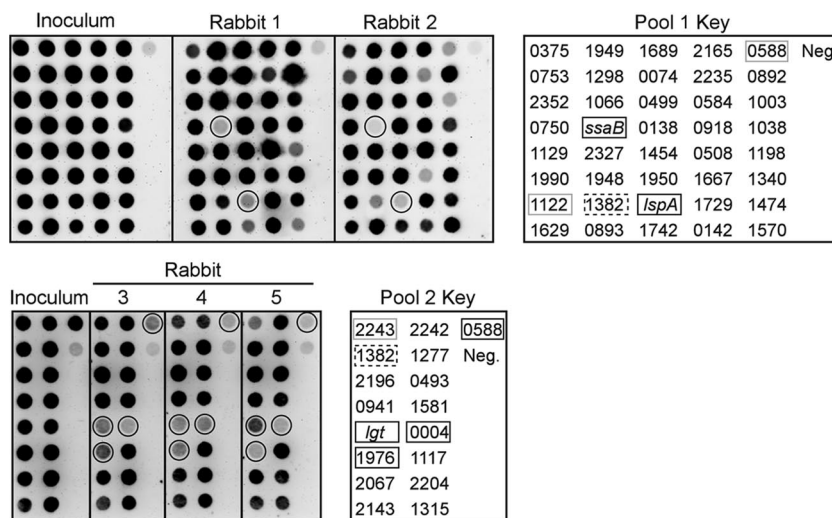 Inoculum Rabbit 1 Rabbit 2 Pool 1 Key
0375 1949 1689 2165 0588 Neg.
0753 1298 0074 2235 0892
2352 1066 0499 0584 1003
0750 ssaB 0138 0918 1038
1129 2327 1454 0508 1198
1990 1948 1950 1667 1340
1122 1382 lspA 1729 1474
1629 0893 1742 0142 1570
Rabbit
Inoculum 3 4 5 Pool 2 Key
2243 2242 0588
1382 1277 Neg.
2196 0493
0941 1581
lgt 0004
1976 1117
2067 2204
2143 1315